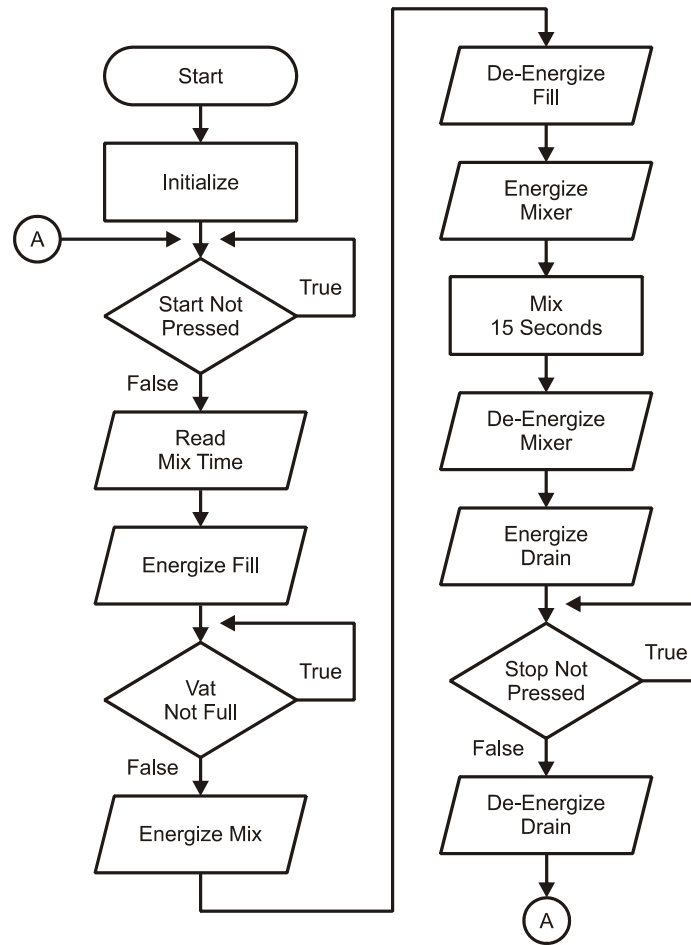 Start
Initialize
A
True
Start Not
Pressed
False
Read
Mix Time
Energize Fill
True
Vat
Not Full
False
Energize Mix
De-Energize
Fill
Energize
Mixer
Mix
15 Seconds
De-Energize
Mixer
Energize
Drain
True
Stop Not
Pressed
False
De-Energize
Drain
A